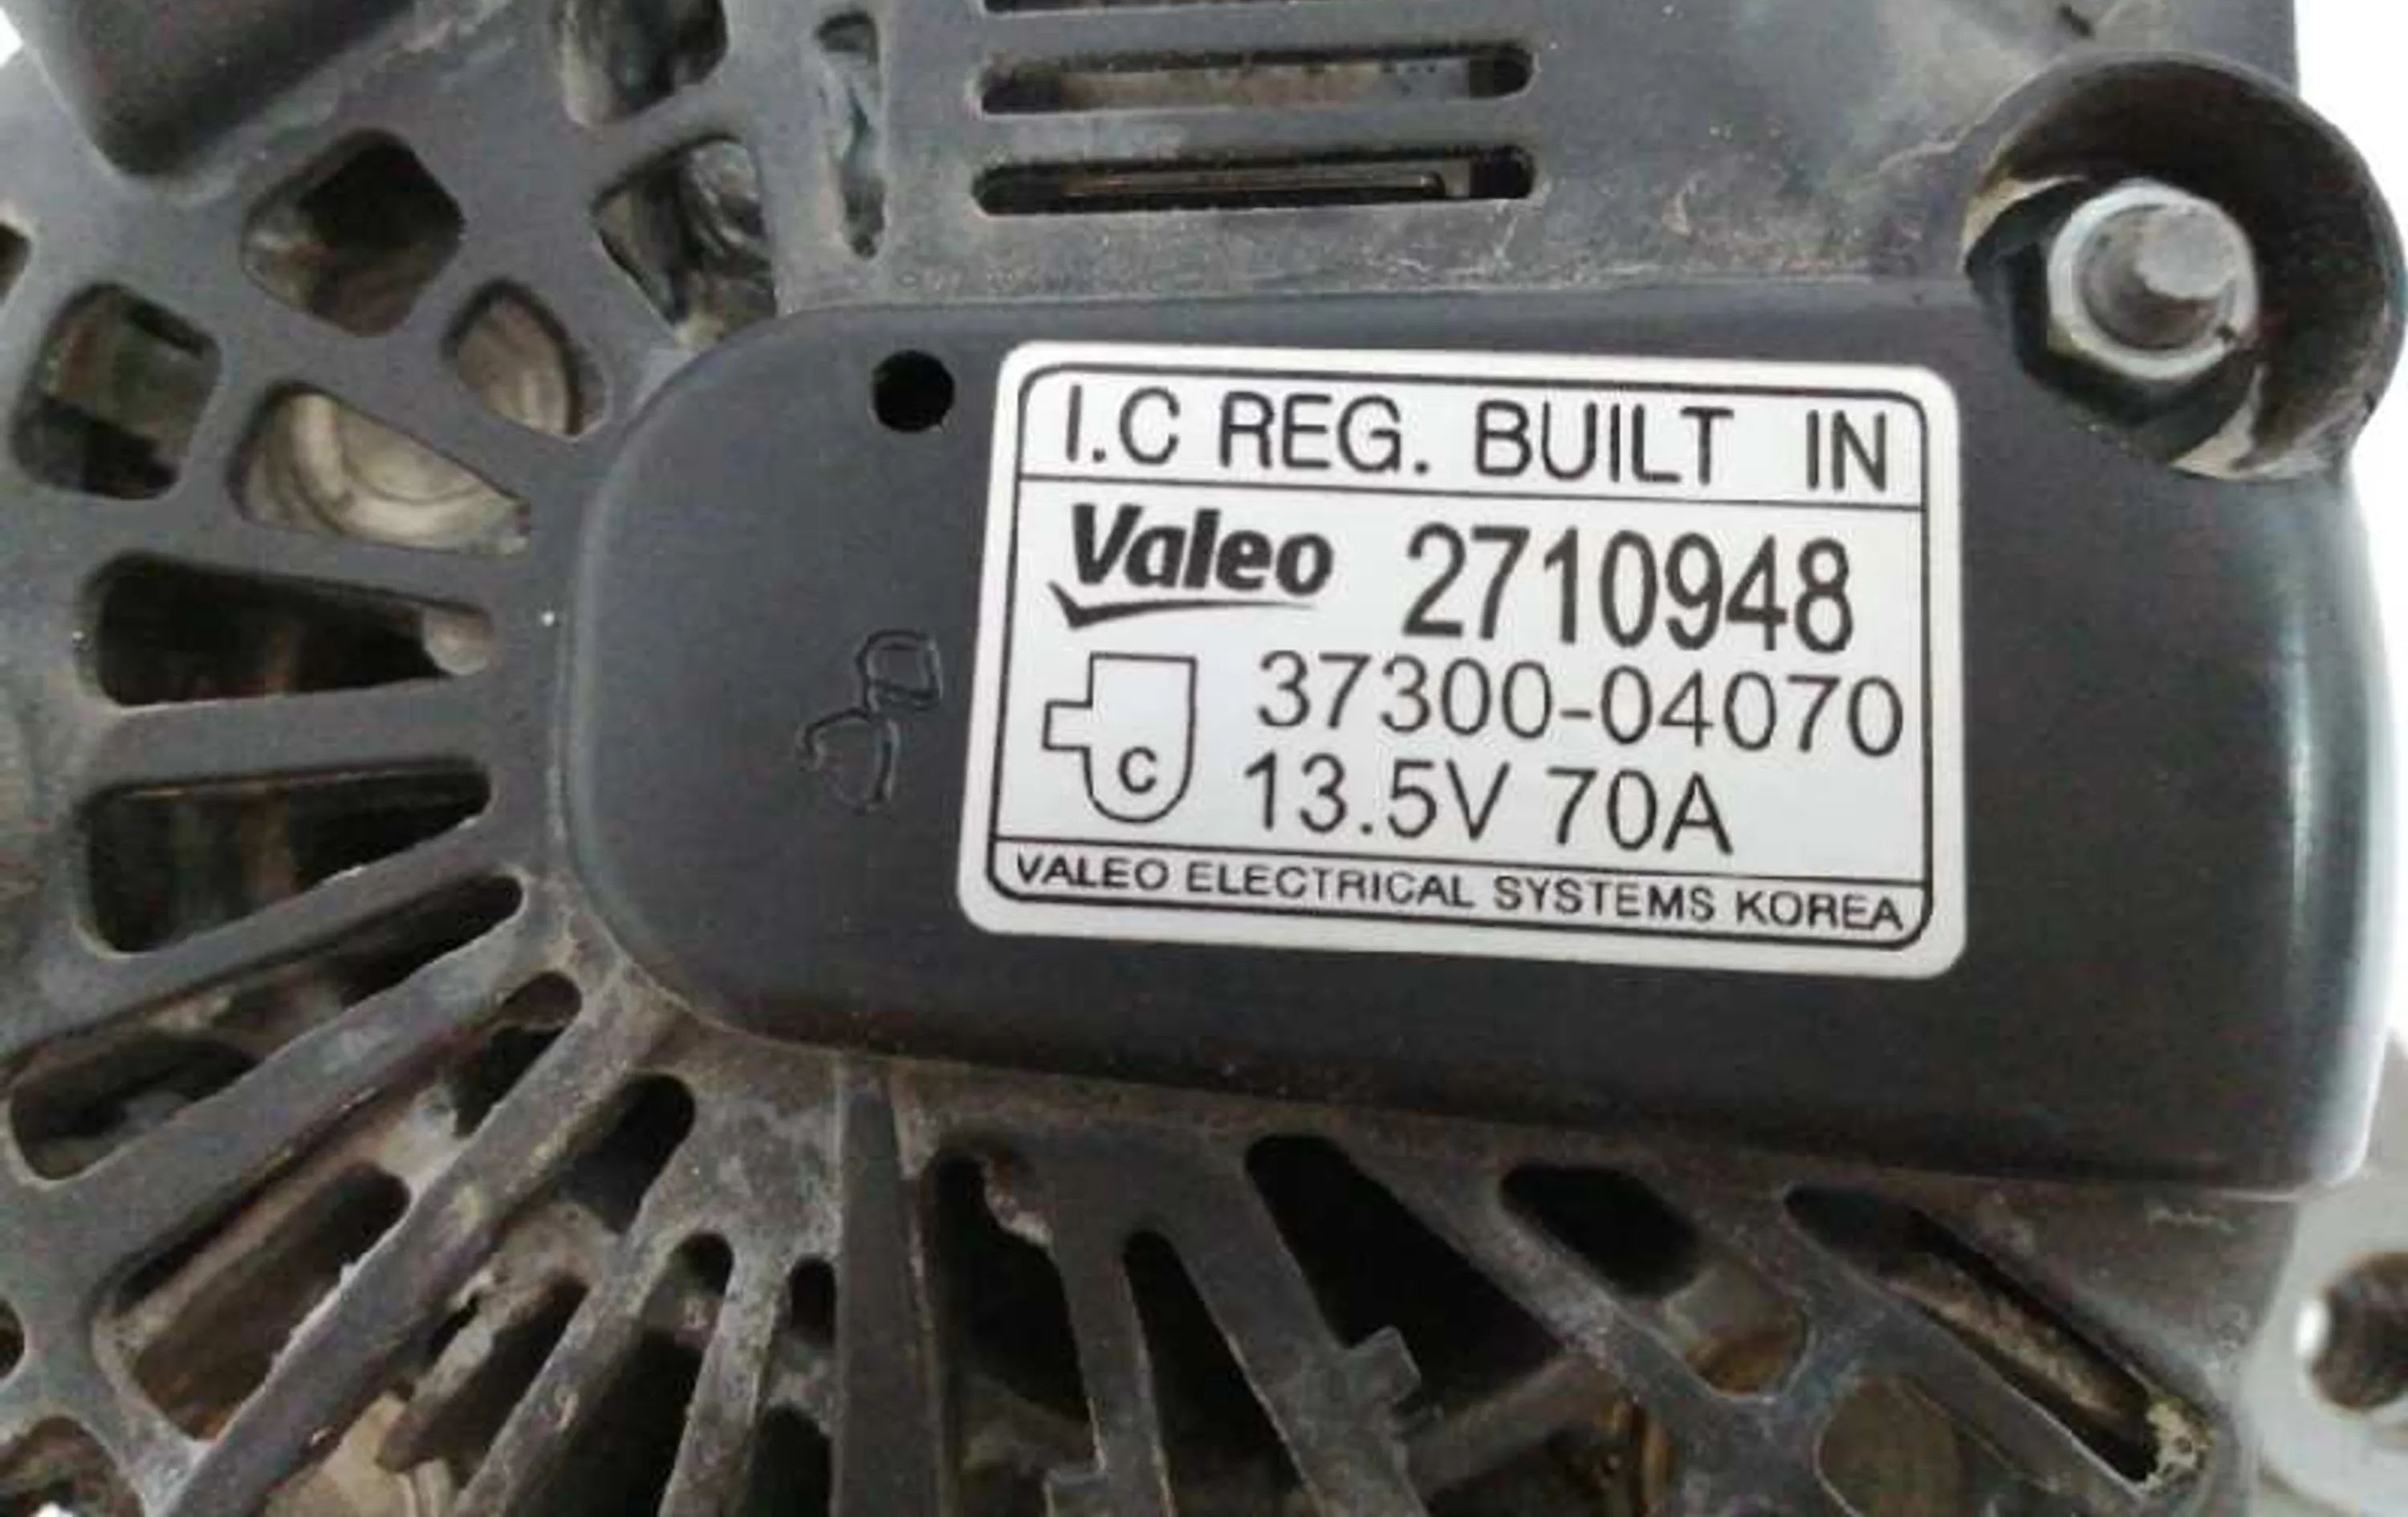 I.C REG. BUILT IN
Valeo 2710948
37300-04070
C 13.5V 70A
VALEO ELECTRICAL SYSTEMS KOREA